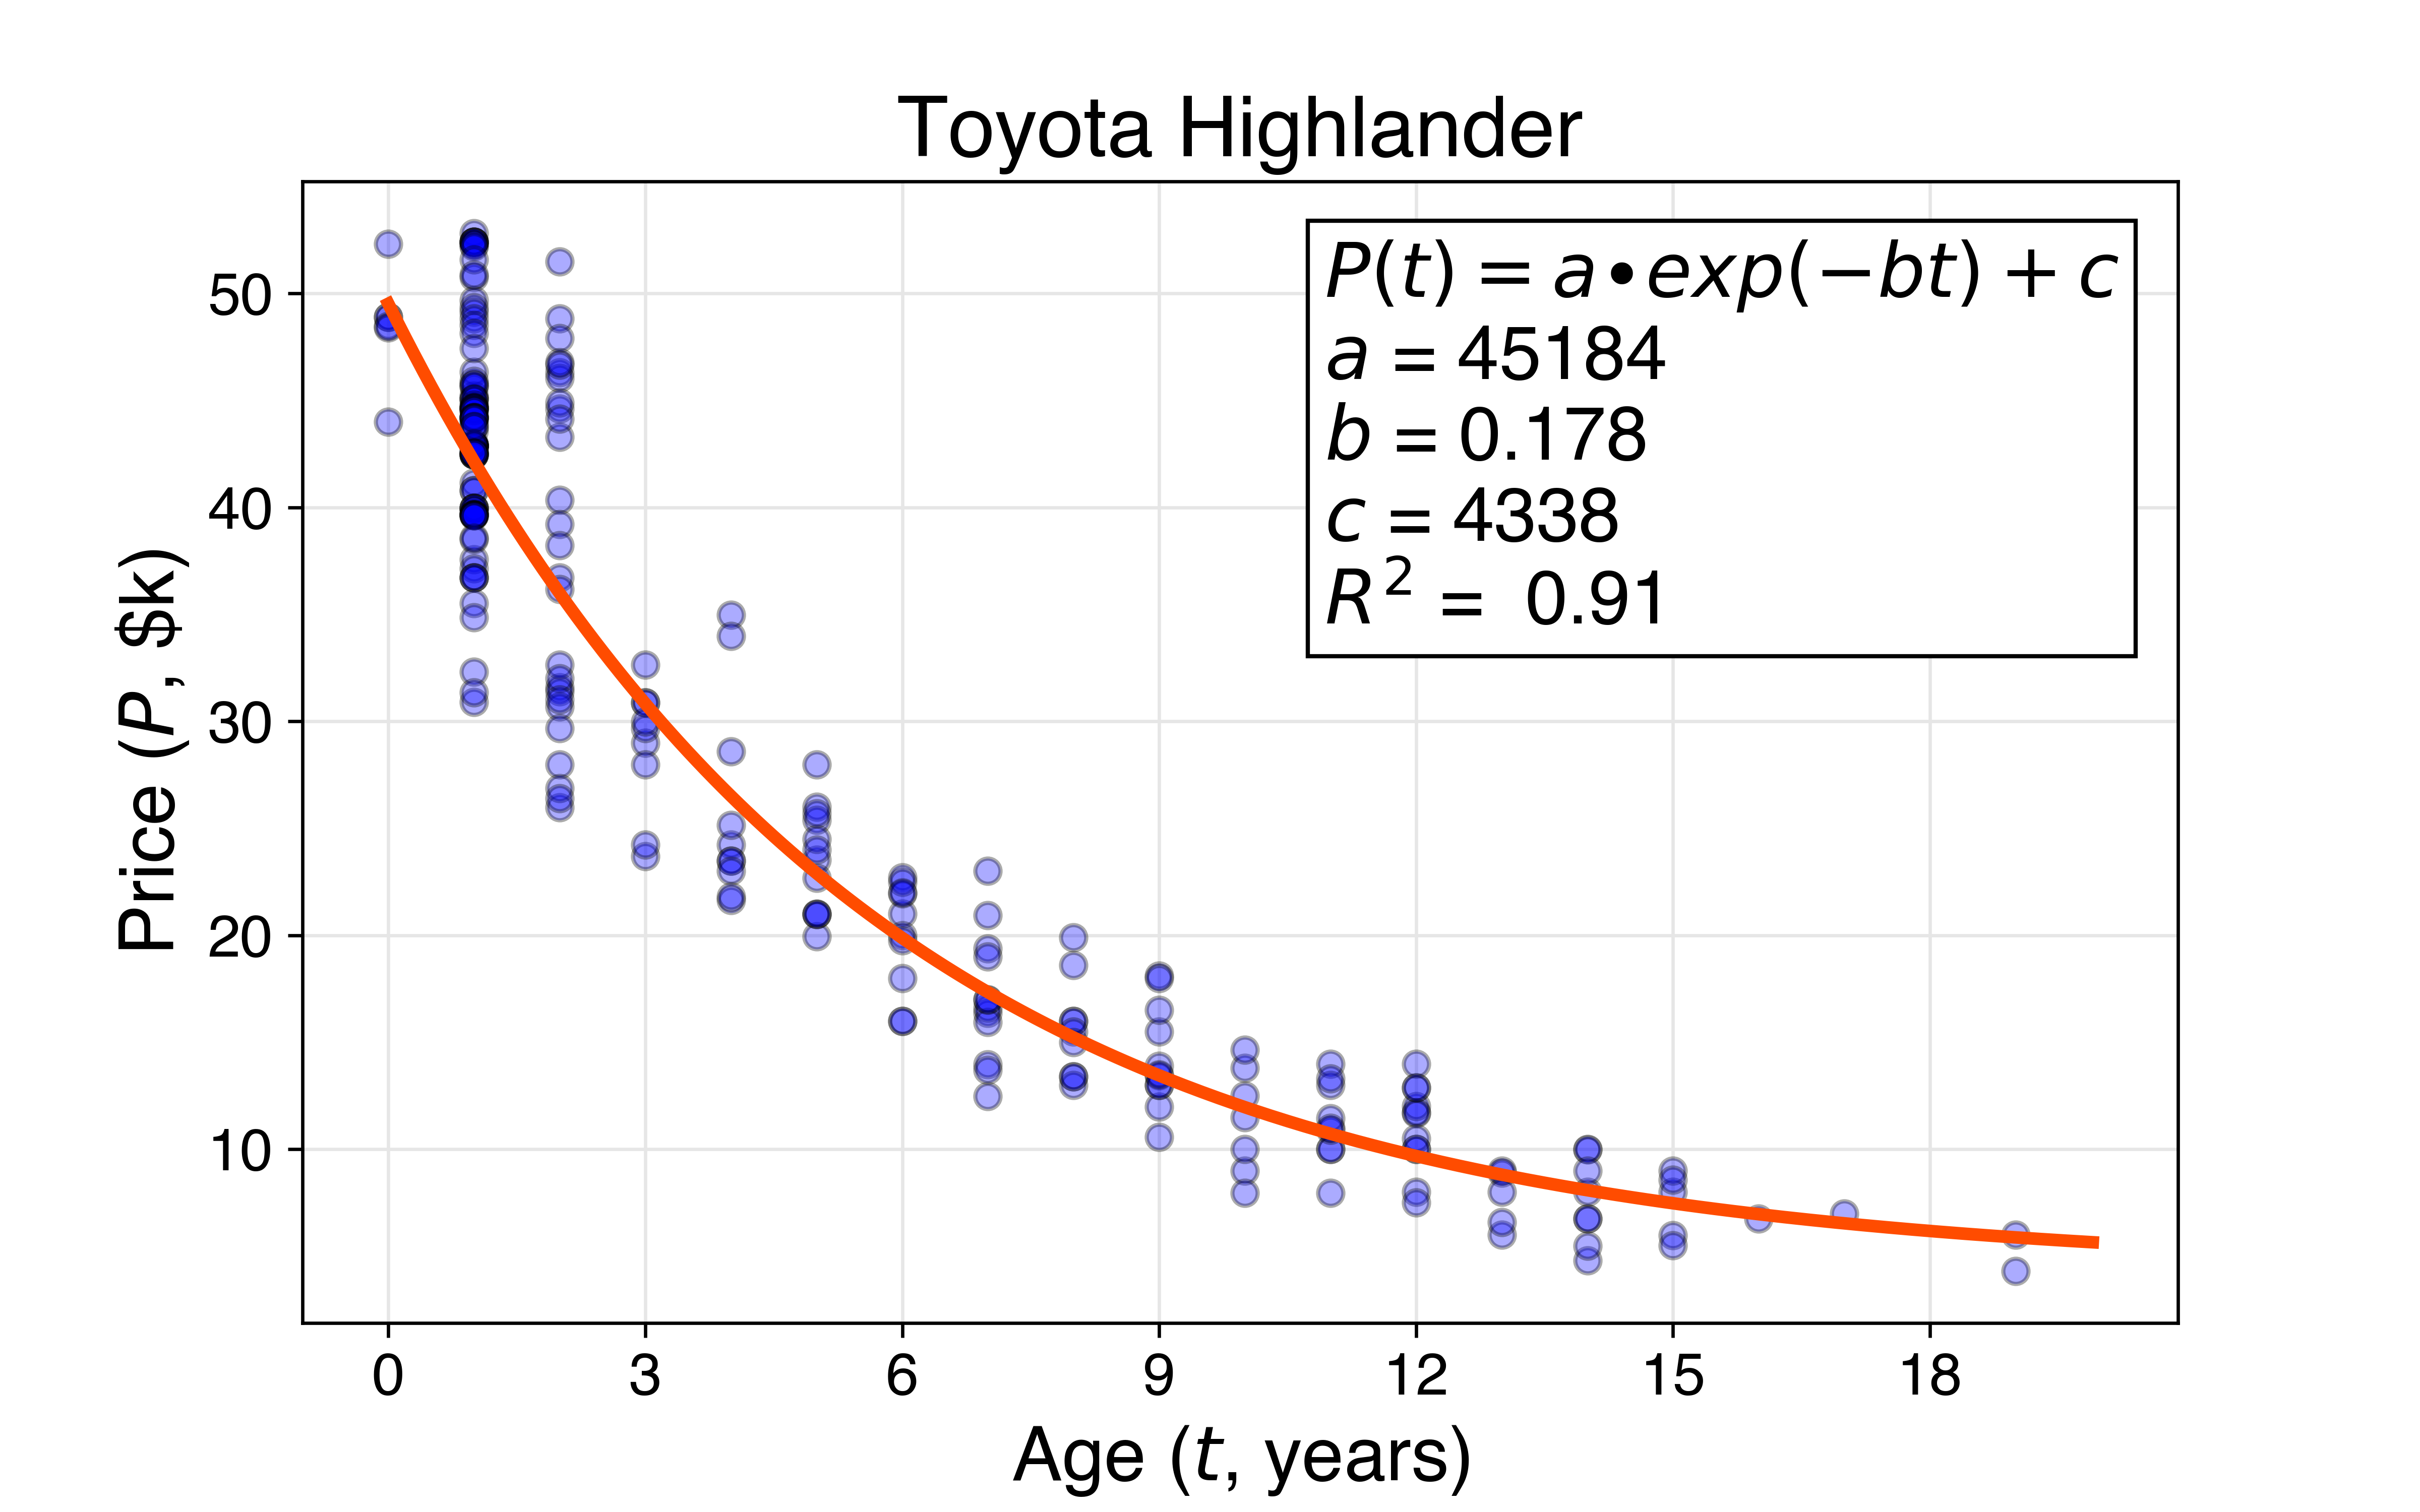 Toyota Highlander
P(t) = a•exp(−bt) + c
a = 45184
b = 0.178
c = 4338
R² = 0.91
Price (P, $k)
50
40
30
20
10
0 3 6 9 12 15 18
Age (t, years)